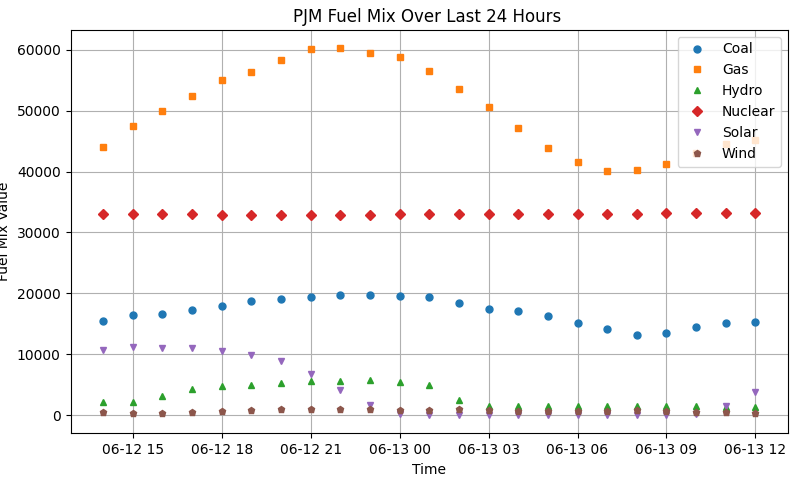 PJM Fuel Mix Over Last 24 Hours
60000
50000
40000
30000
20000
10000
0
Fuel Mix Value
Coal
Gas
Hydro
Nuclear
Solar
Wind
06-12 15 06-12 18 06-12 21 06-13 00 06-13 03 06-13 06 06-13 09 06-13 12
Time